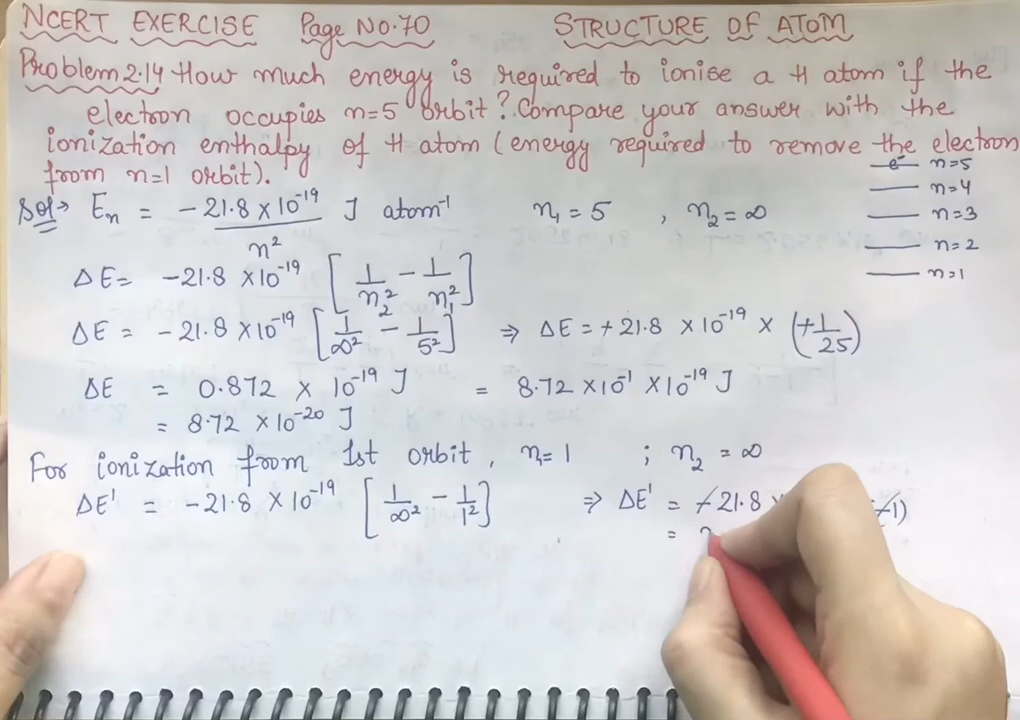 NCERT EXERCISE Page No.70 STRUCTURE OF ATOM
Problem 2.14 How much energy is required to ionise a H atom if the
electron occupies n=5 orbit? Compare your answer with the
ionization enthalpy of H atom (energy required to remove the electron
from n=1 orbit).
e⁻ n=5
n=4
n=3
n=2
n=1
Sol→ En = -21.8 × 10⁻¹⁹ / n² J atom⁻¹ n₁ = 5 , n₂ = ∞
ΔE = -21.8 × 10⁻¹⁹ [1/n₂² - 1/n₁²]
ΔE = -21.8 × 10⁻¹⁹ [1/∞² - 1/5²] ⇒ ΔE = +21.8 × 10⁻¹⁹ × (+1/25)
ΔE = 0.872 × 10⁻¹⁹ J = 8.72 × 10⁻¹ × 10⁻¹⁹ J
= 8.72 × 10⁻²⁰ J
For ionization from 1st orbit, n₁ = 1 ; n₂ = ∞
ΔE' = -21.8 × 10⁻¹⁹ [1/∞² - 1/1²] ⇒ ΔE' = -21.8 × -1)
=